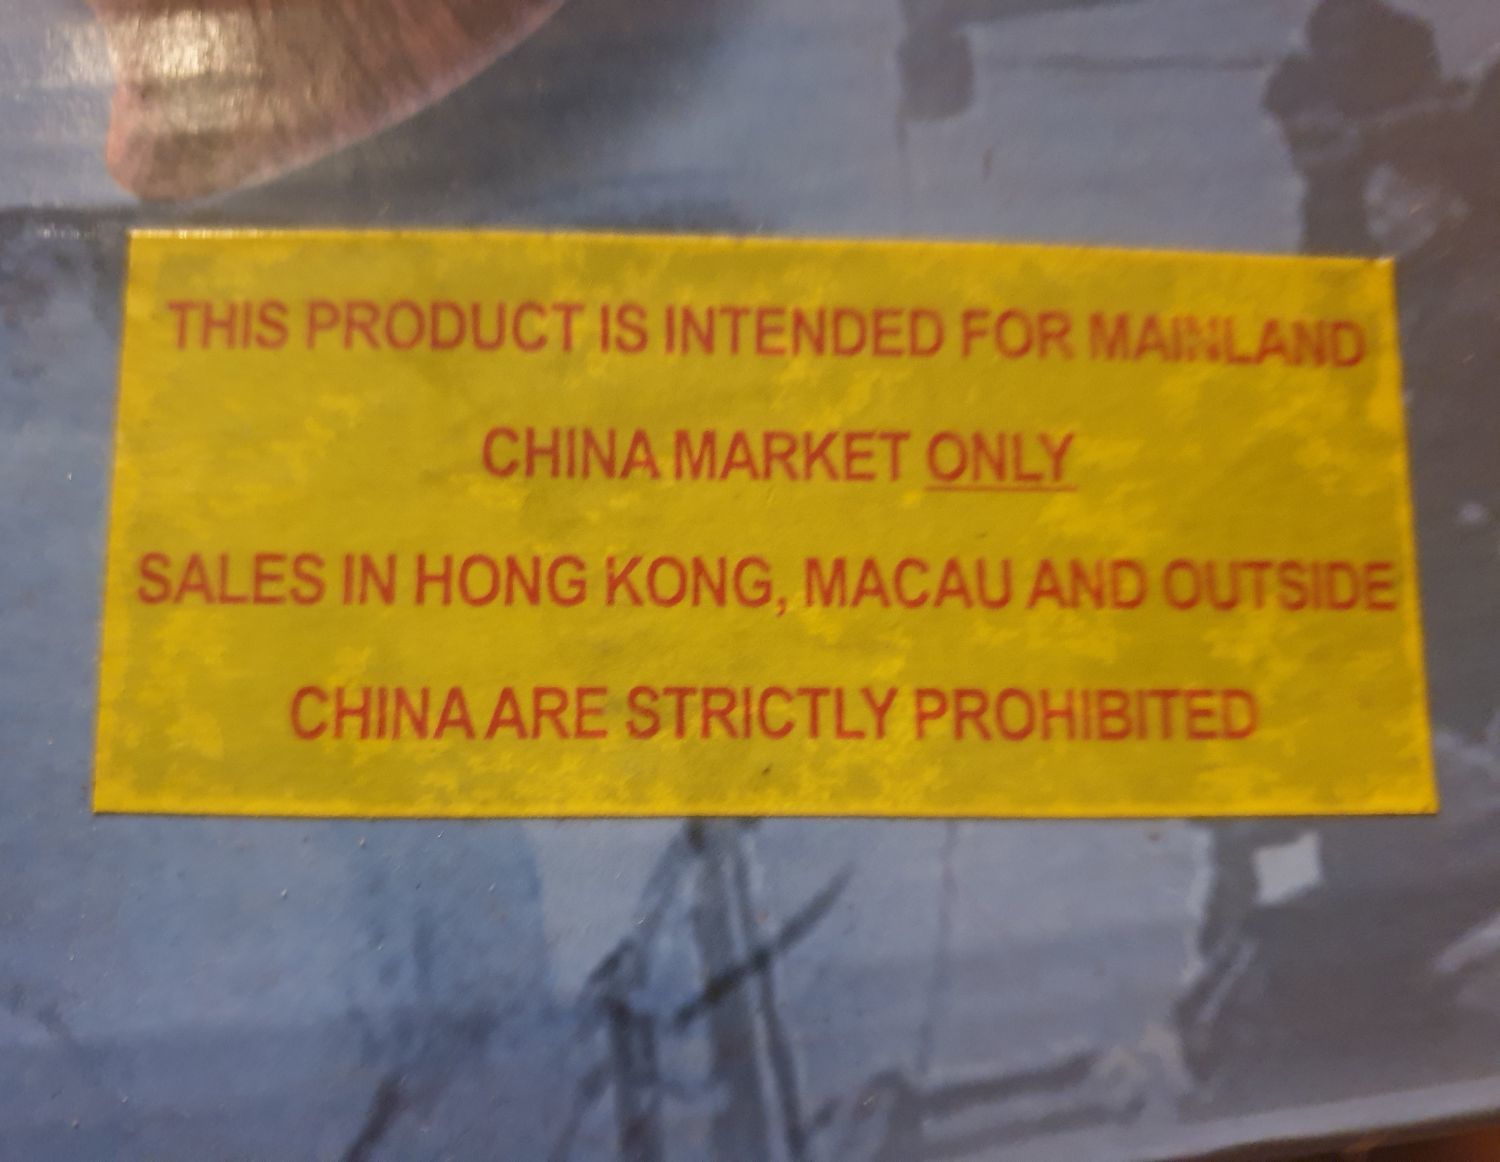 THIS PRODUCT IS INTENDED FOR MAINLAND
CHINA MARKET ONLY
SALES IN HONG KONG, MACAU AND OUTSIDE
CHINA ARE STRICTLY PROHIBITED